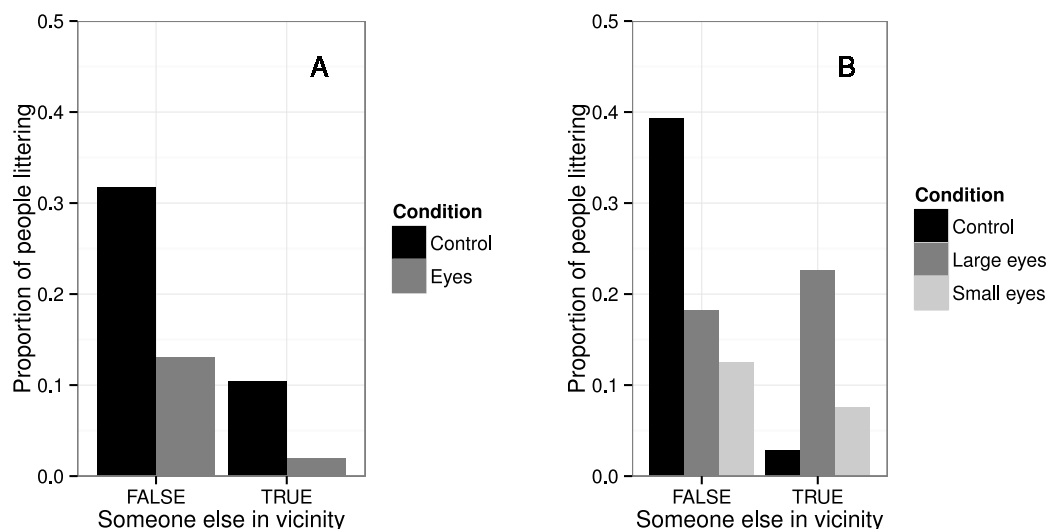 A
Proportion of people littering
0.5
0.4
0.3
0.2
0.1
0.0
FALSE
TRUE
Someone else in vicinity
Condition
Control
Eyes
B
Proportion of people littering
0.5
0.4
0.3
0.2
0.1
0.0
FALSE
TRUE
Someone else in vicinity
Condition
Control
Large eyes
Small eyes